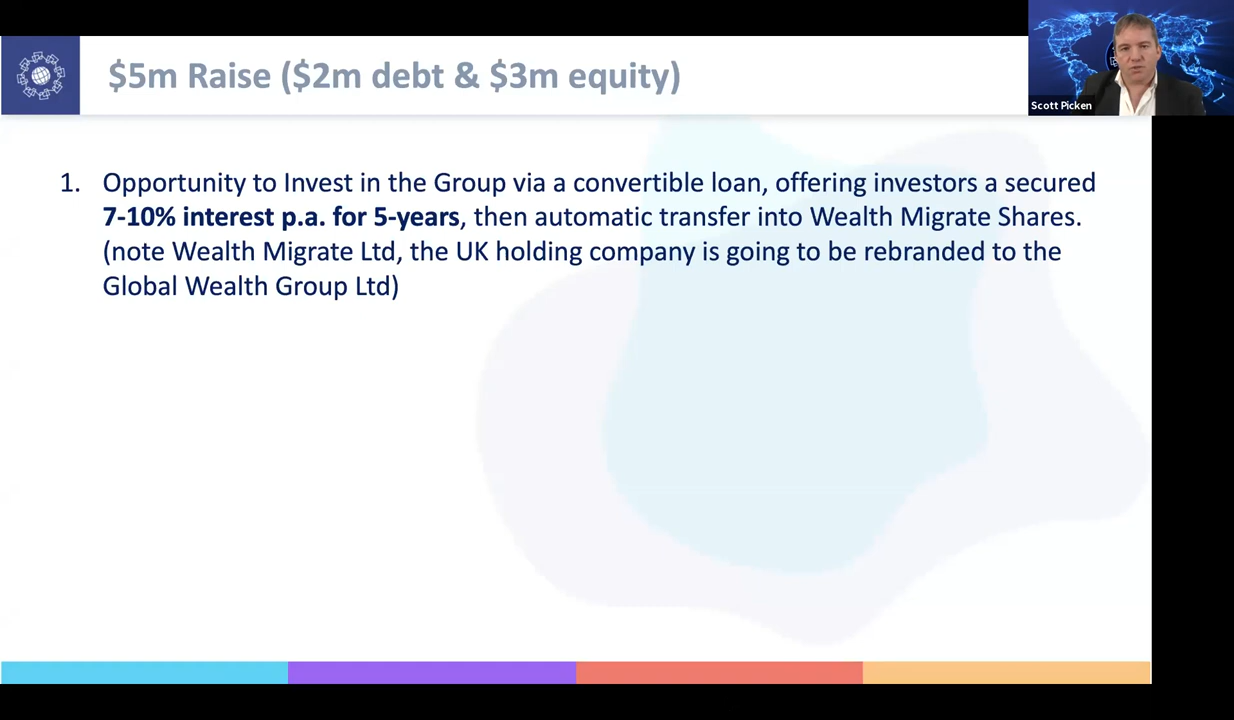 $5m Raise ($2m debt & $3m equity)
Scott Picken
1. Opportunity to Invest in the Group via a convertible loan, offering investors a secured
7-10% interest p.a. for 5-years, then automatic transfer into Wealth Migrate Shares.
(note Wealth Migrate Ltd, the UK holding company is going to be rebranded to the
Global Wealth Group Ltd)